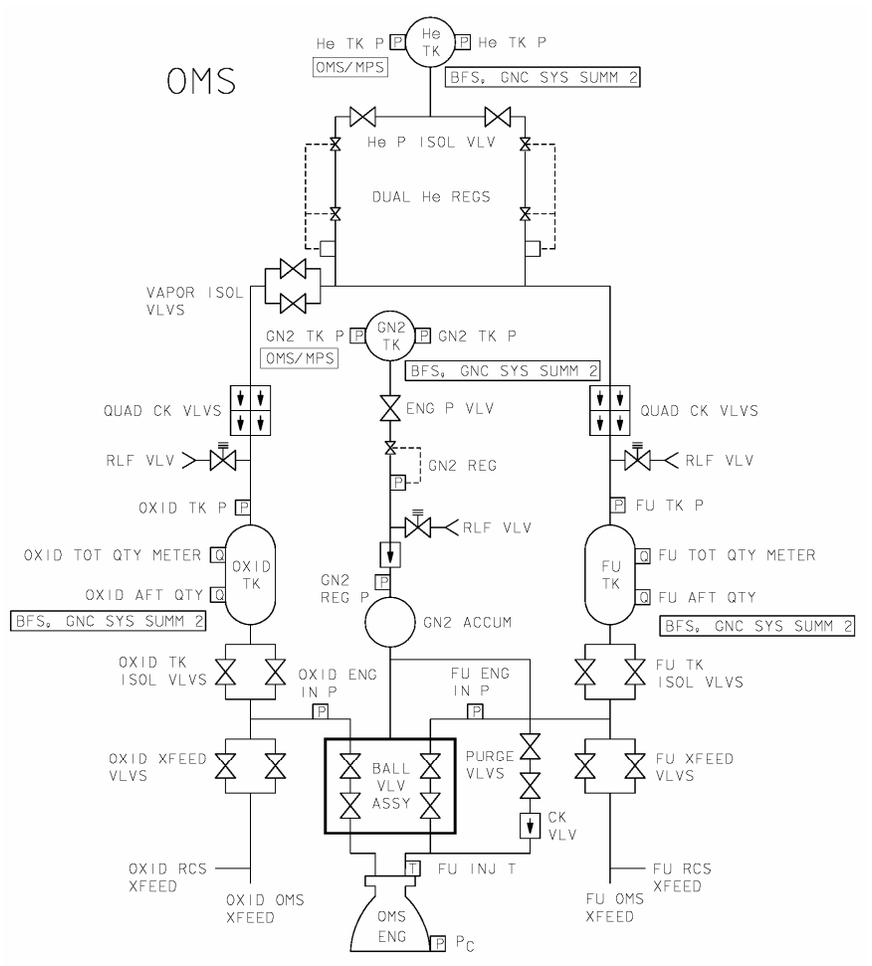 OMS
He TK P
P
He
TK
P
He TK P
OMS/MPS
BFS, GNC SYS SUMM 2
He P ISOL VLV
DUAL He REGS
VAPOR ISOL
VLVS
GN2 TK P
P
GN2
TK
P
GN2 TK P
OMS/MPS
BFS, GNC SYS SUMM 2
QUAD CK VLVS
ENG P VLV
QUAD CK VLVS
RLF VLV
GN2 REG
P
RLF VLV
OXID TK P
P
P
FU TK P
RLF VLV
OXID TOT QTY METER
Q
OXID
TK
OXID AFT QTY
Q
BFS, GNC SYS SUMM 2
GN2
REG P
P
GN2 ACCUM
FU
TK
Q
FU TOT QTY METER
Q
FU AFT QTY
BFS, GNC SYS SUMM 2
OXID TK
ISOL VLVS
OXID ENG
IN P
P
FU ENG
IN P
P
FU TK
ISOL VLVS
OXID XFEED
VLVS
BALL
VLV
ASSY
PURGE
VLVS
FU XFEED
VLVS
CK
VLV
OXID RCS
XFEED
T
FU INJ T
FU RCS
XFEED
OXID OMS
XFEED
OMS
ENG
P
PC
FU OMS
XFEED